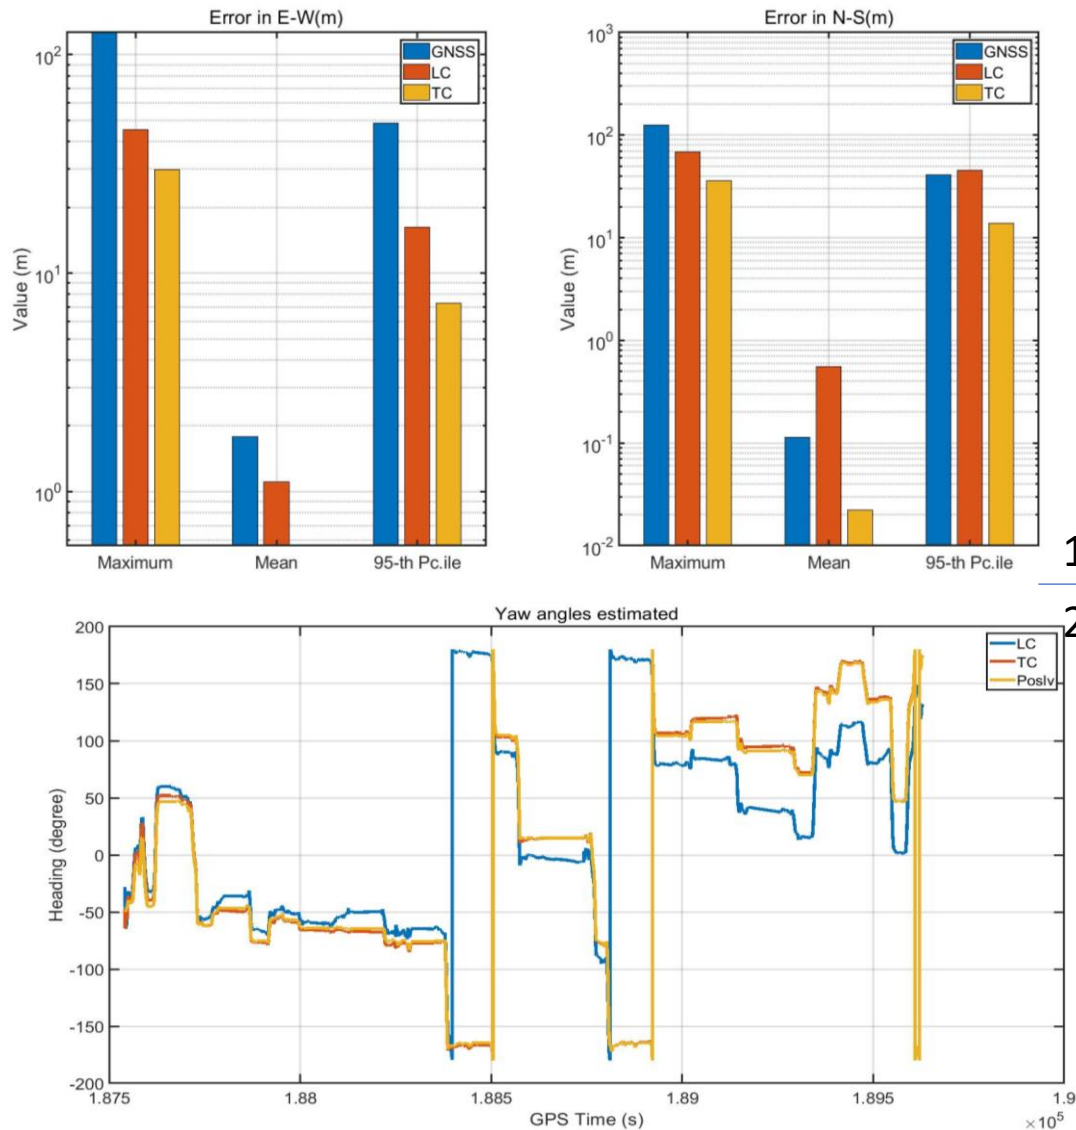 Error in E-W(m)
GNSS
LC
TC
10^2
10^1
10^0
Value (m)
Maximum Mean 95-th Pc.ile
Error in N-S(m)
GNSS
LC
TC
10^3
10^2
10^1
10^0
10^-1
10^-2
Value (m)
Maximum Mean 95-th Pc.ile
1
2
Yaw angles estimated
LC
TC
Poslv
200
150
100
50
0
-50
-100
-150
-200
Heading (degree)
1.875 1.88 1.885 1.89 1.895 1.9
GPS Time (s)
×10^5